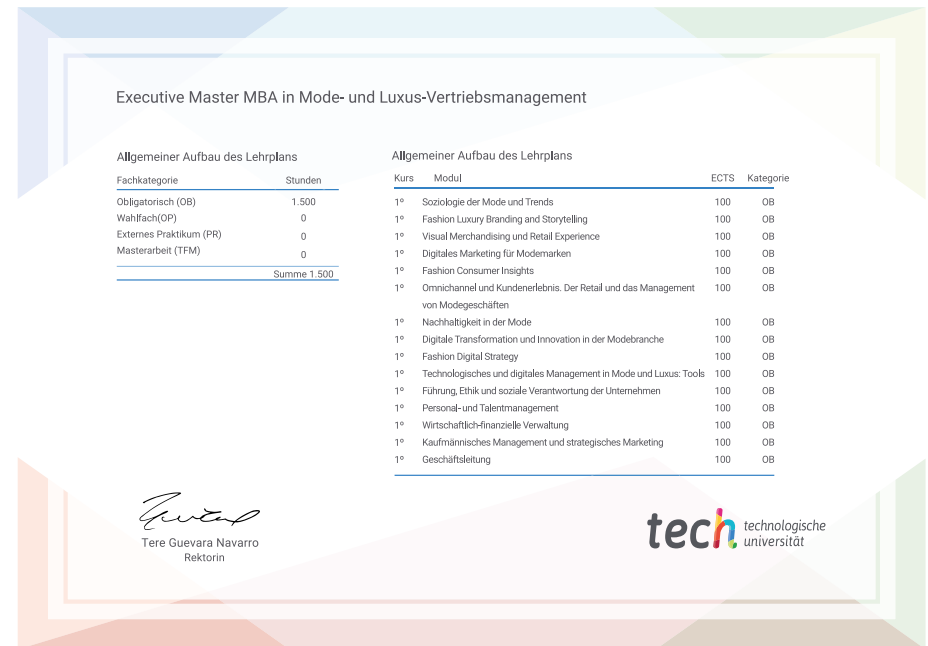 Executive Master MBA in Mode- und Luxus-Vertriebsmanagement
Allgemeiner Aufbau des Lehrplans
Fachkategorie Stunden
Obligatorisch (OB) 1.500
Wahlfach(OP) 0
Externes Praktikum (PR) 0
Masterarbeit (TFM) 0
Summe 1.500
Allgemeiner Aufbau des Lehrplans
Kurs Modul ECTS Kategorie
1º Soziologie der Mode und Trends 100 OB
1º Fashion Luxury Branding and Storytelling 100 OB
1º Visual Merchandising und Retail Experience 100 OB
1º Digitales Marketing für Modemarken 100 OB
1º Fashion Consumer Insights 100 OB
1º Omnichannel und Kundenerlebnis. Der Retail und das Management 100 OB
von Modegeschäften
1º Nachhaltigkeit in der Mode 100 OB
1º Digitale Transformation und Innovation in der Modebranche 100 OB
1º Fashion Digital Strategy 100 OB
1º Technologisches und digitales Management in Mode und Luxus: Tools 100 OB
1º Führung, Ethik und soziale Verantwortung der Unternehmen 100 OB
1º Personal- und Talentmanagement 100 OB
1º Wirtschaftlich-finanzielle Verwaltung 100 OB
1º Kaufmännisches Management und strategisches Marketing 100 OB
1º Geschäftsleitung 100 OB
Tere Guevara Navarro
Rektorin
tech technologische
universität